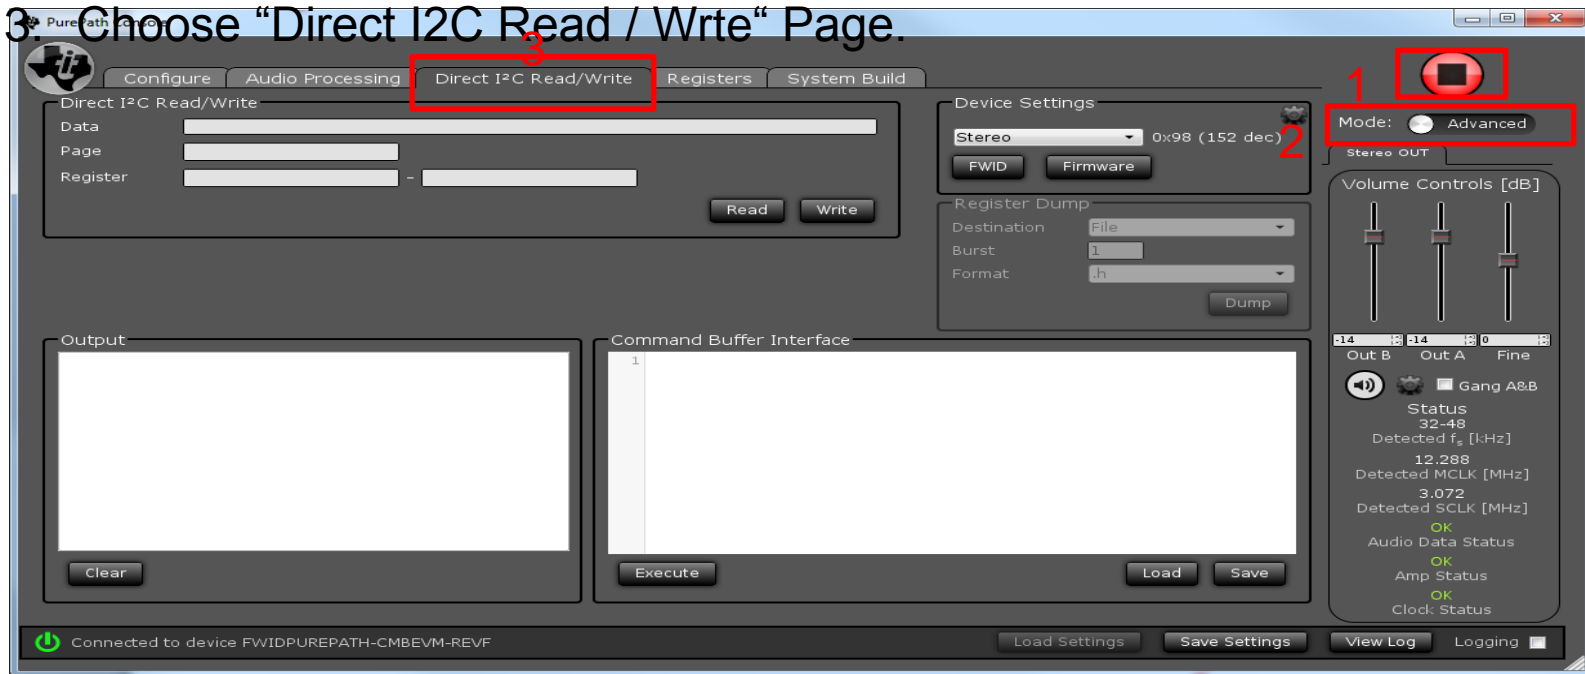 3. Choose “Direct I2C Read / Wrte“ Page.
PurePath Console
3
Configure
Audio Processing
Direct I²C Read/Write
Registers
System Build
1
Direct I²C Read/Write
Data
Page
Register
-
Read
Write
Device Settings
Stereo
0x98 (152 dec)
2
FWID
Firmware
Register Dump
Destination
File
Burst
1
Format
.h
Dump
Mode:
Advanced
Stereo OUT
Volume Controls [dB]
-14
-14
0
Out B
Out A
Fine
Gang A&B
Status
32-48
Detected fs [kHz]
12.288
Detected MCLK [MHz]
3.072
Detected SCLK [MHz]
OK
Audio Data Status
OK
Amp Status
OK
Clock Status
Output
Clear
Command Buffer Interface
1
Execute
Load
Save
Connected to device FWIDPUREPATH-CMBEVM-REVF
Load Settings
Save Settings
View Log
Logging